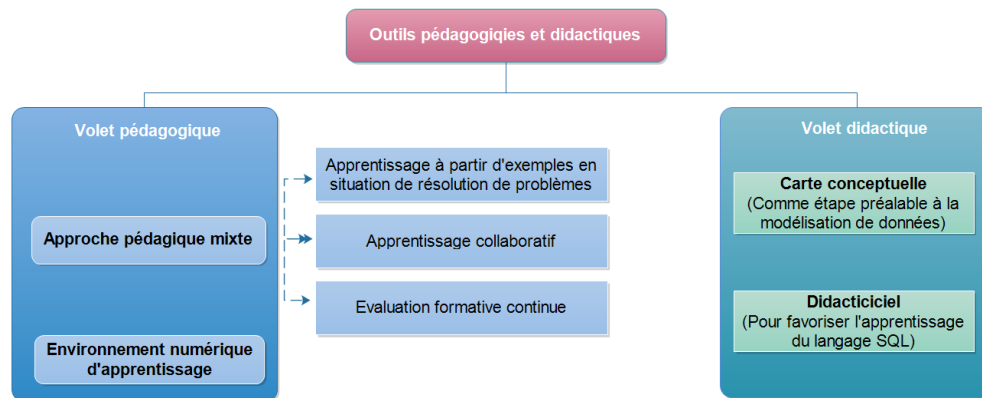 Outils pédagogiqies et didactiques
Volet pédagogique
Approche pédagique mixte
Environnement numérique
d'apprentissage
Apprentissage à partir d'exemples en
situation de résolution de problèmes
Apprentissage collaboratif
Evaluation formative continue
Volet didactique
Carte conceptuelle
(Comme étape préalable à la
modélisation de données)
Didacticiciel
(Pour favoriser l'apprentissage
du langage SQL)